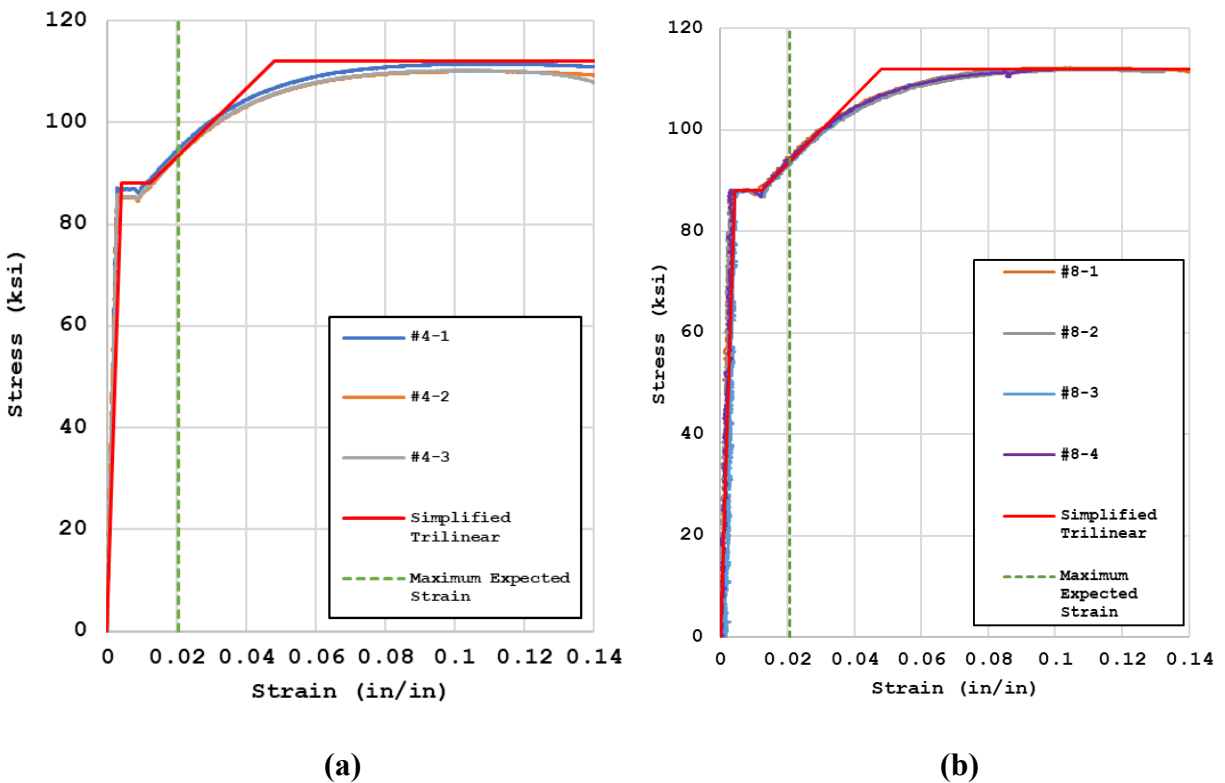 120
100
80
60
40
20
0
Stress (ksi)
0 0.02 0.04 0.06 0.08 0.1 0.12 0.14
Strain (in/in)
#4-1
#4-2
#4-3
Simplified
Trilinear
Maximum Expected
Strain
(a)
120
100
80
60
40
20
0
Stress (ksi)
0 0.02 0.04 0.06 0.08 0.1 0.12 0.14
Strain (in/in)
#8-1
#8-2
#8-3
#8-4
Simplified
Trilinear
Maximum
Expected
Strain
(b)